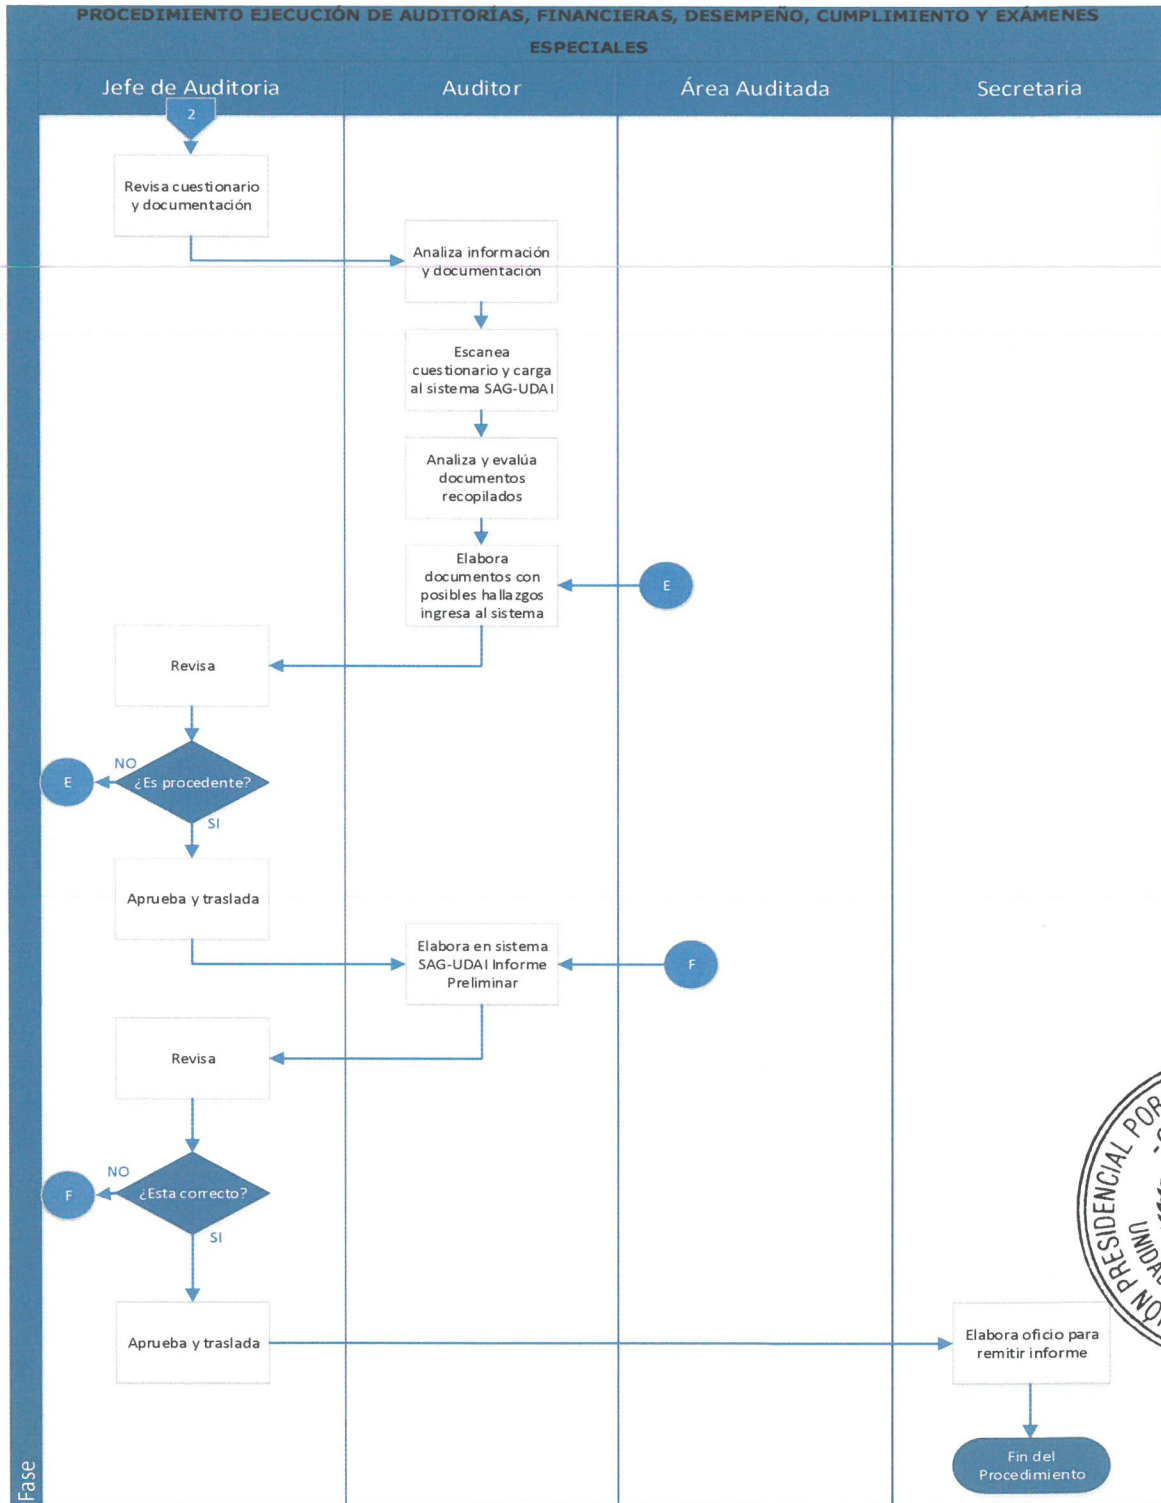 PROCEDIMIENTO EJECUCIÓN DE AUDITORÍAS, FINANCIERAS, DESEMPEÑO, CUMPLIMIENTO Y EXÁMENES
ESPECIALES
Jefe de Auditoria
Auditor
Área Auditada
Secretaria
2
Revisa cuestionario
y documentación
Analiza información
y documentación
Escanea
cuestionario y carga
al sistema SAG-UDAI
Analiza y evalúa
documentos
recopilados
Elabora
documentos con
posibles hallazgos
ingresa al sistema
E
Revisa
¿Es procedente?
NO
E
SI
Aprueba y traslada
Elabora en sistema
SAG-UDAI Informe
Preliminar
F
Revisa
¿Esta correcto?
NO
F
SI
Aprueba y traslada
Elabora oficio para
remitir informe
Fin del
Procedimiento
Fase
PRESIDENCIAL POR